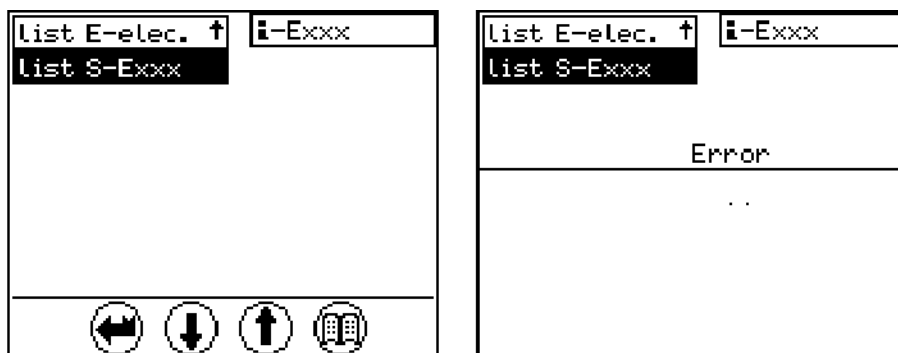 list E-elec. ↑
i-Exxx
list S-Exxx
list E-elec. ↑
i-Exxx
list S-Exxx
Error
. .